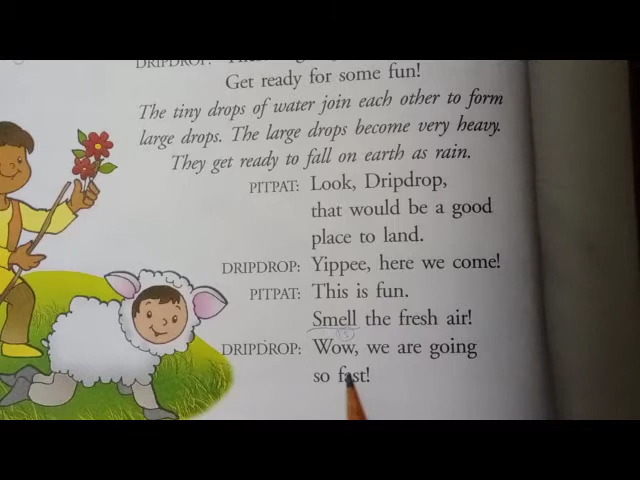 DRIPDROP:
Get ready for some fun!
The tiny drops of water join each other to form
large drops. The large drops become very heavy.
They get ready to fall on earth as rain.
PITPAT: Look, Dripdrop,
that would be a good
place to land.
DRIPDROP: Yippee, here we come!
PITPAT: This is fun.
Smell the fresh air!
DRIPDROP: Wow, we are going
so fast!